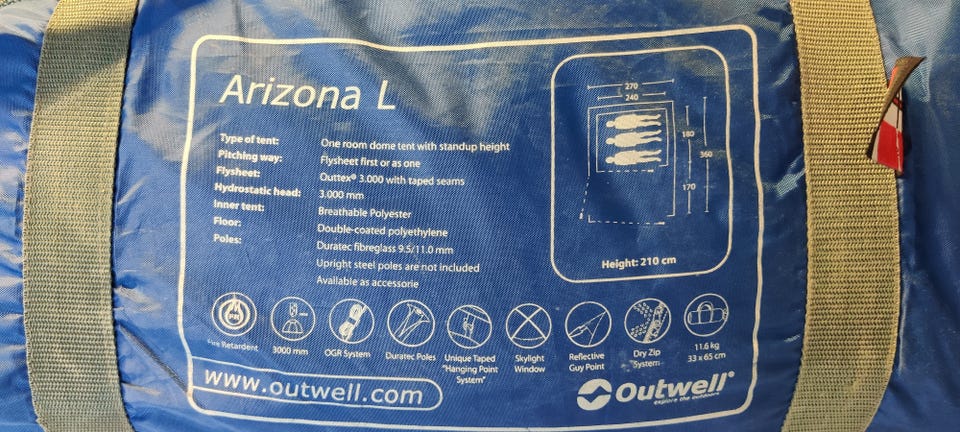 Arizona L
Type of tent: One room dome tent with standup height
Pitching way: Flysheet first or as one
Flysheet: Outtex® 3.000 with taped seams
Hydrostatic head: 3.000 mm
Inner tent: Breathable Polyester
Floor: Double-coated polyethylene
Poles: Duratec fibreglass 9.5/11.0 mm
Upright steel poles are not included
Available as accessorie
270
240
180
360
170
Height: 210 cm
Fire Retardent
3000 mm
OGR System
Duratec Poles
Unique Taped
"Hanging Point
System"
Skylight
Window
Reflective
Guy Point
Dry Zip
System
11.6 kg
33 x 65 cm
www.outwell.com
Outwell®
explore the outdoors